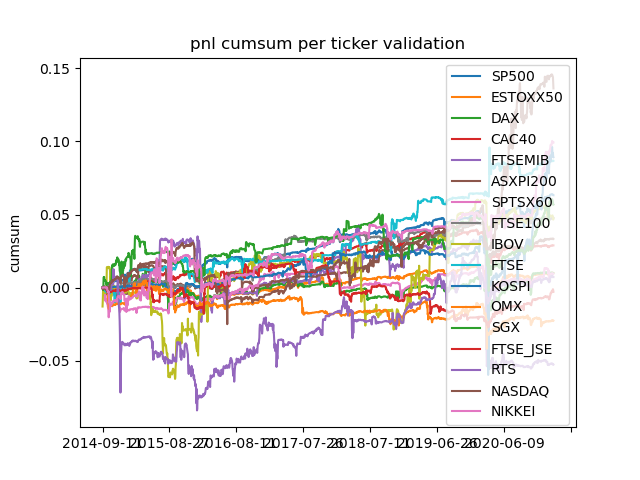 pnl cumsum per ticker validation
cumsum
0.15
0.10
0.05
0.00
−0.05
SP500
ESTOXX50
DAX
CAC40
FTSEMIB
ASXPI200
SPTSX60
FTSE100
IBOV
FTSE
KOSPI
OMX
SGX
FTSE_JSE
RTS
NASDAQ
NIKKEI
2014-09-11 2015-08-27 2016-08-11 2017-07-26 2018-07-11 2019-06-26 2020-06-09